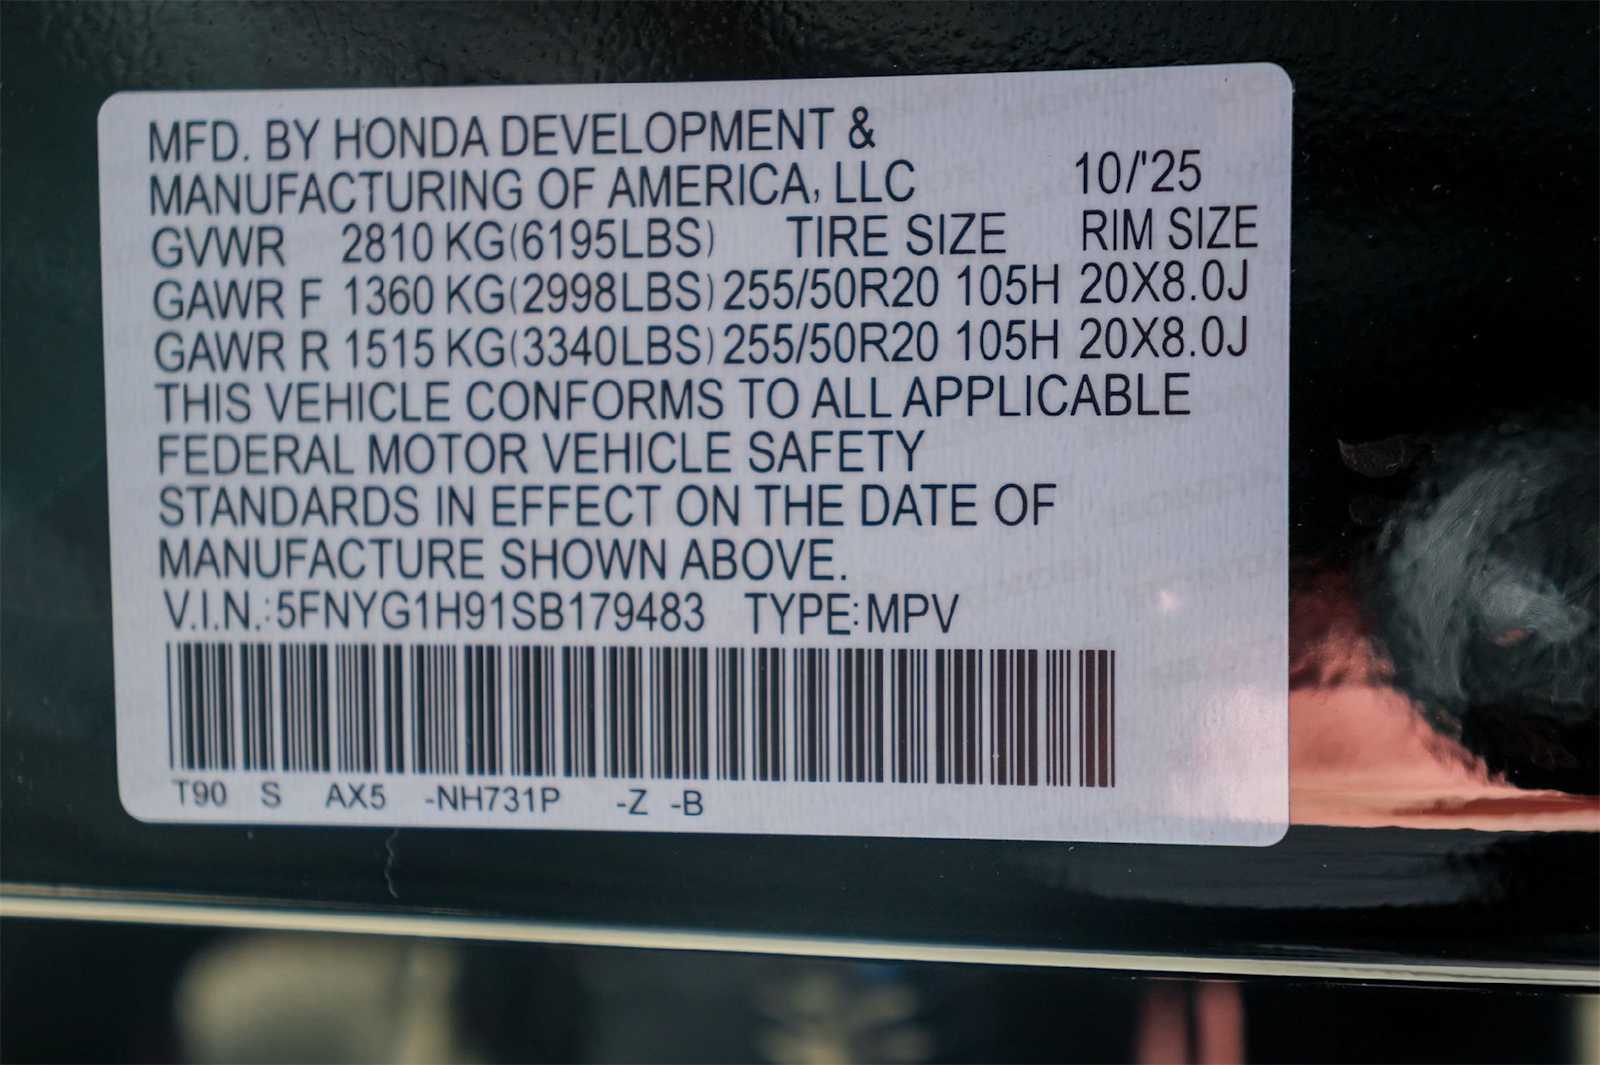 MFD. BY HONDA DEVELOPMENT &
MANUFACTURING OF AMERICA, LLC 10/'25
GVWR 2810 KG(6195LBS) TIRE SIZE RIM SIZE
GAWR F 1360 KG(2998LBS) 255/50R20 105H 20X8.0J
GAWR R 1515 KG(3340LBS) 255/50R20 105H 20X8.0J
THIS VEHICLE CONFORMS TO ALL APPLICABLE
FEDERAL MOTOR VEHICLE SAFETY
STANDARDS IN EFFECT ON THE DATE OF
MANUFACTURE SHOWN ABOVE.
V.I.N.:5FNYG1H91SB179483 TYPE:MPV
T90 S AX5 -NH731P -Z -B